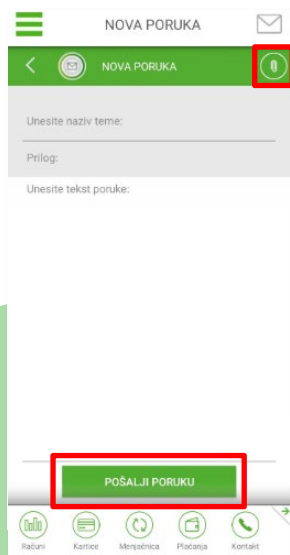 NOVA PORUKA
NOVA PORUKA
Unesite naziv teme:
Prilog:
Unesite tekst poruke:
POŠALJI PORUKU
Računi Kartice Menjačnica Plaćanja Kontakt